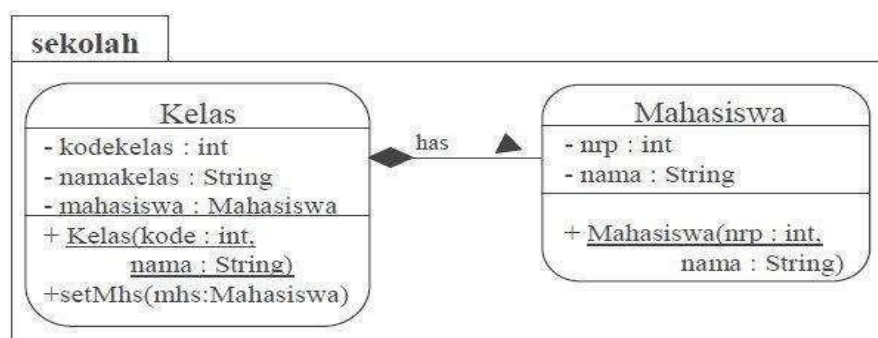 sekolah
Kelas
- kodekelas : int
- namakelas : String
- mahasiswa : Mahasiswa
+ Kelas(kode : int,
nama : String)
+setMhs(mhs:Mahasiswa)
has
Mahasiswa
- nrp : int
- nama : String
+ Mahasiswa(nrp : int,
nama : String)